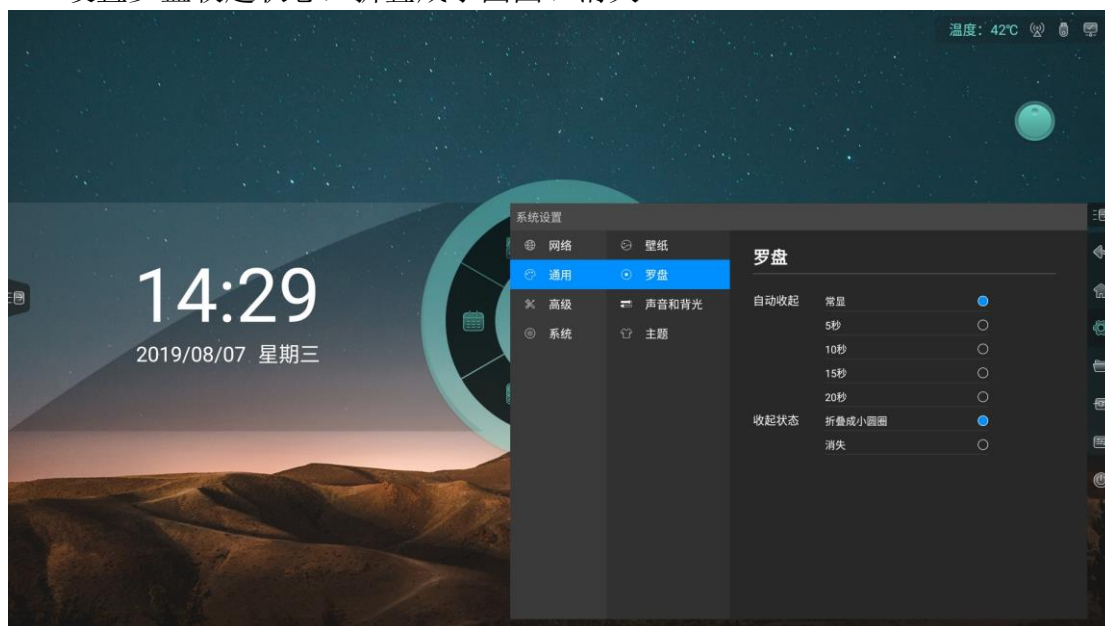 温度：42℃
系统设置
网络
通用
高级
系统
壁纸
罗盘
声音和背光
主题
罗盘
自动收起 常显
5秒
10秒
15秒
20秒
收起状态 折叠成小圆圈
消失
14:29
2019/08/07 星期三